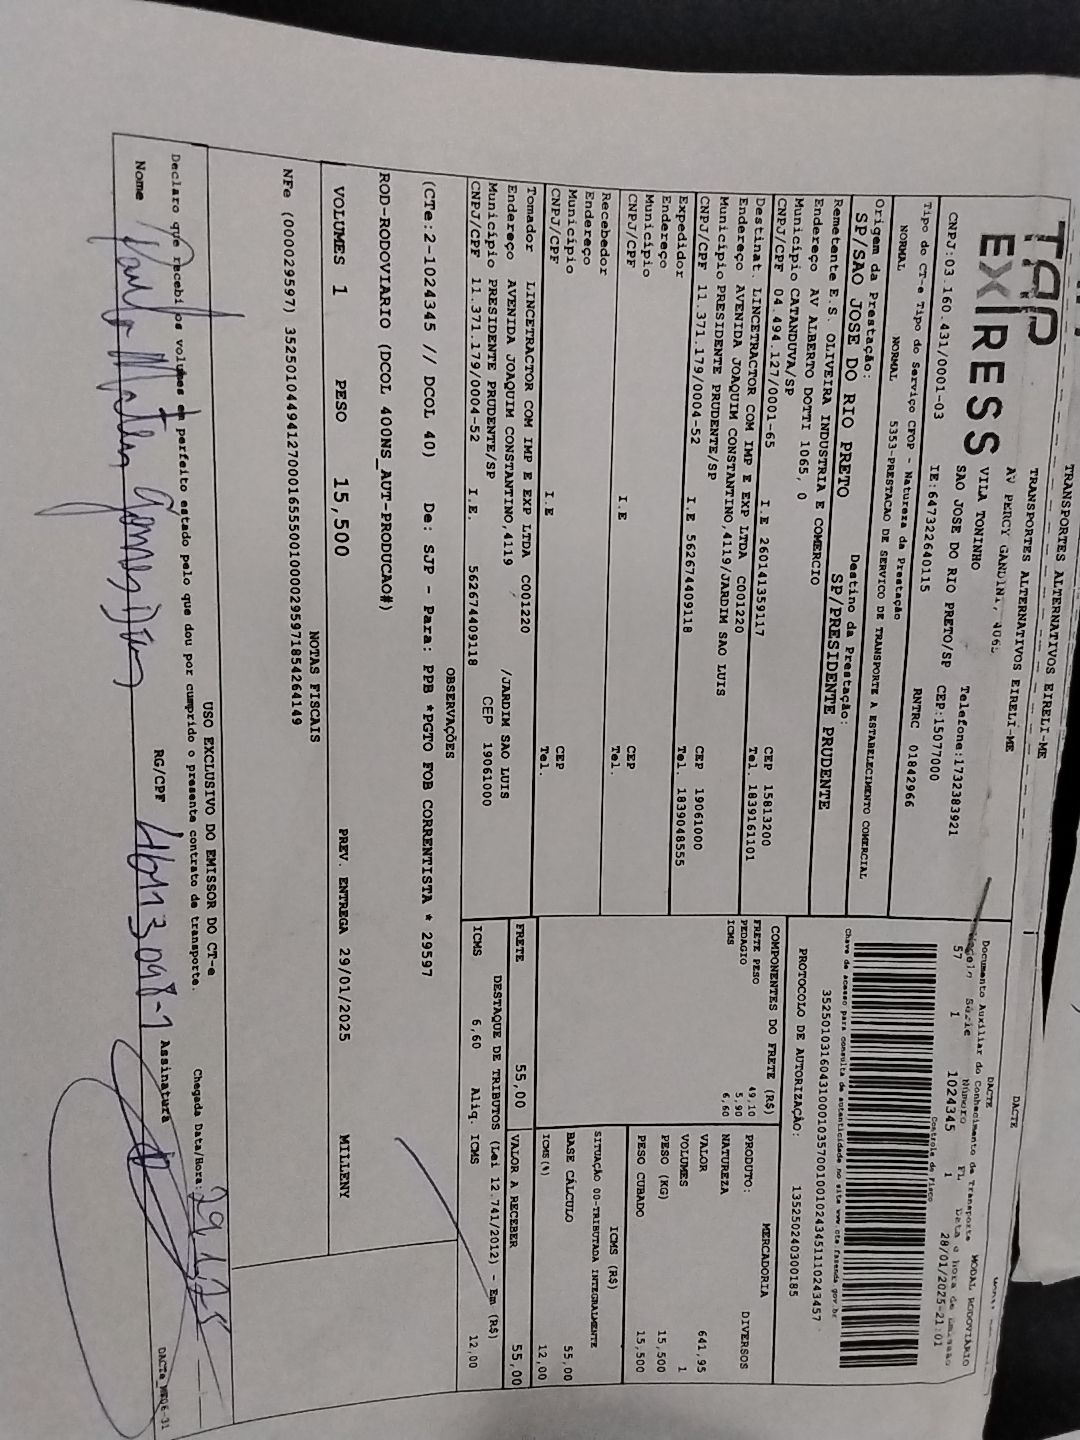 TRANSPORTES ALTERNATIVOS EIRELI-ME
DACTE
TAP
EXPRESS
TRANSPORTES ALTERNATIVOS EIRELI-ME
AV PERCY GANDINI,
VILA TONINHO
SAO JOSE DO RIO PRETO/SP CEP:15077000
Telefone:1732383921
CNPJ:03.160.431/0001-03 IE:647322640115 RNTRC 01842966
DACTE
Documento Auxiliar do Conhecimento de Transporte MODAL RODOVIARIO
Modelo Série Número FL Data e hora de Emissão
57 1 1024345 1 28/01/2025-21:01
Controle do Fisco
Tipo do CT-e Tipo do Serviço CFOP - Natureza da Prestação
NORMAL NORMAL 5353-PRESTACAO DE SERVICO DE TRANSPORTE A ESTABELECIMENTO COMERCIAL
Chave de acesso para consulta de autenticidade no site www.cte.fazenda.gov.br
Origem da Prestação: Destino da Prestação:
SP/SAO JOSE DO RIO PRETO SP/PRESIDENTE PRUDENTE
PROTOCOLO DE AUTORIZAÇÃO: 135250240300185
Remetente E.S. OLIVEIRA INDUSTRIA E COMERCIO
Endereço AV ALBERTO DOTTI 1065, 0
Município CATANDUVA/SP CEP 15813200
CNPJ/CPF 04.494.127/0001-65 I.E 260141359117 Tel. 1839161101
Destinat. LINCETRACTOR COM IMP E EXP LTDA C001220
Endereço AVENIDA JOAQUIM CONSTANTINO,4119/JARDIM SAO LUIS
Município PRESIDENTE PRUDENTE/SP CEP 19061000
CNPJ/CPF 11.371.179/0004-52 I.E 562674409118 Tel. 1839048555
Expedidor
Endereço
Município CEP
CNPJ/CPF I.E Tel.
Recebedor
Endereço
Município CEP
CNPJ/CPF I.E Tel.
Tomador LINCETRACTOR COM IMP E EXP LTDA C001220
Endereço AVENIDA JOAQUIM CONSTANTINO,4119 /JARDIM SAO LUIS
Município PRESIDENTE PRUDENTE/SP CEP 19061000
CNPJ/CPF 11.371.179/0004-52 I.E. 562674409118
COMPONENTES DO FRETE (R$)
FRETE PESO 49,10
PEDAGIO 5,90
ICMS 6,60
PRODUTO: MERCADORIA
NATUREZA DIVERSOS
VALOR 641,95
VOLUMES 1
PESO (KG) 15,500
PESO CUBADO 15,500
ICMS (R$)
SITUAÇÃO 00-TRIBUTADA INTEGRALMENTE
BASE CÁLCULO 55,00
ICMS(%) 12,00
FRETE 55,00 VALOR A RECEBER 55,00
DESTAQUE DE TRIBUTOS (Lei 12.741/2012) - Em (R$)
ICMS 6,60 Aliq. ICMS 12,00
OBSERVAÇÕES
(CTe:2-1024345 // DCOL 40) De: SJP - Para: PPB *PGTO FOB CORRENTISTA * 29597
ROD-RODOVIARIO (DCOL 400NS_AUT-PRODUCAO#)
VOLUMES 1 PESO 15,500 PREV. ENTREGA 29/01/2025 MILLENY
NOTAS FISCAIS
NFe (000029597) 35250104494127000165550010000295971854264149
USO EXCLUSIVO DO EMISSOR DO CT-e
Declaro que recebi os volumes em perfeito estado pelo que dou por cumprido o presente contrato de transporte.
Chegada Data/Hora: 29/1/25
Nome RG/CPF Assinatura